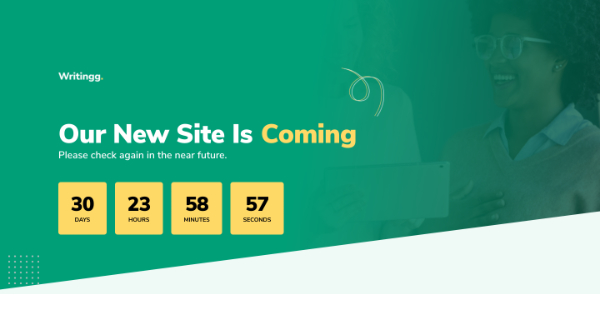 Writingg.
Our New Site Is Coming
Please check again in the near future.
30 23 58 57
DAYS HOURS MINUTES SECONDS